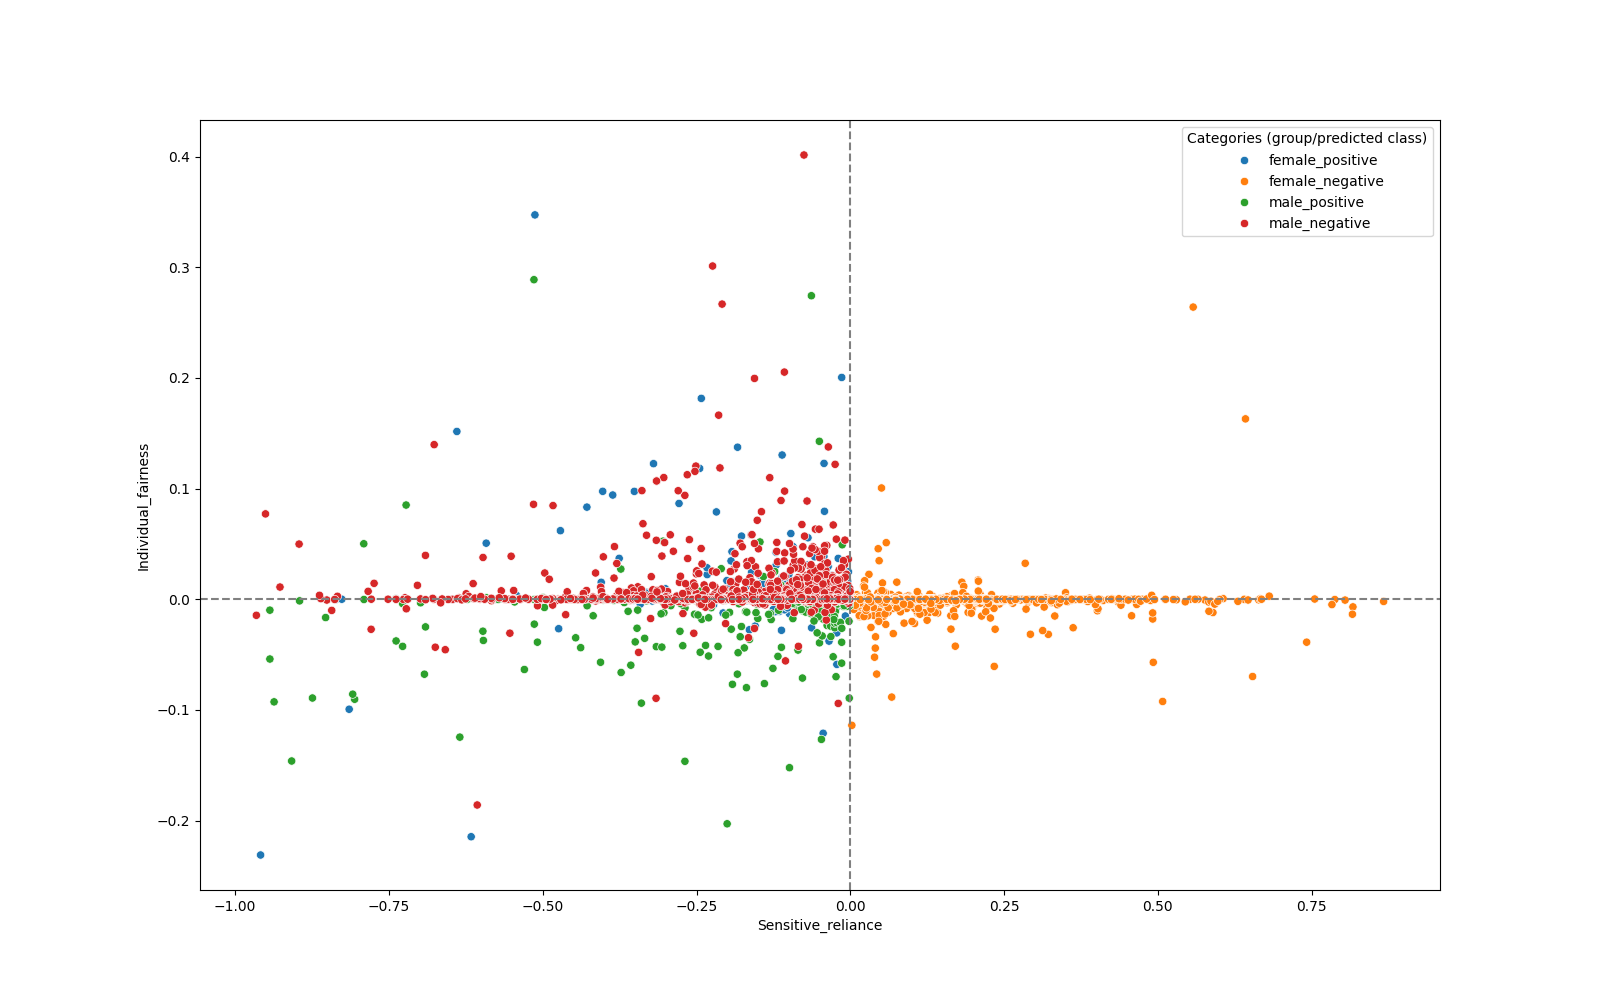 Categories (group/predicted class)
female_positive
female_negative
male_positive
male_negative
0.4
0.3
0.2
0.1
0.0
−0.1
−0.2
Individual_fairness
−1.00
−0.75
−0.50
−0.25
0.00
0.25
0.50
0.75
Sensitive_reliance